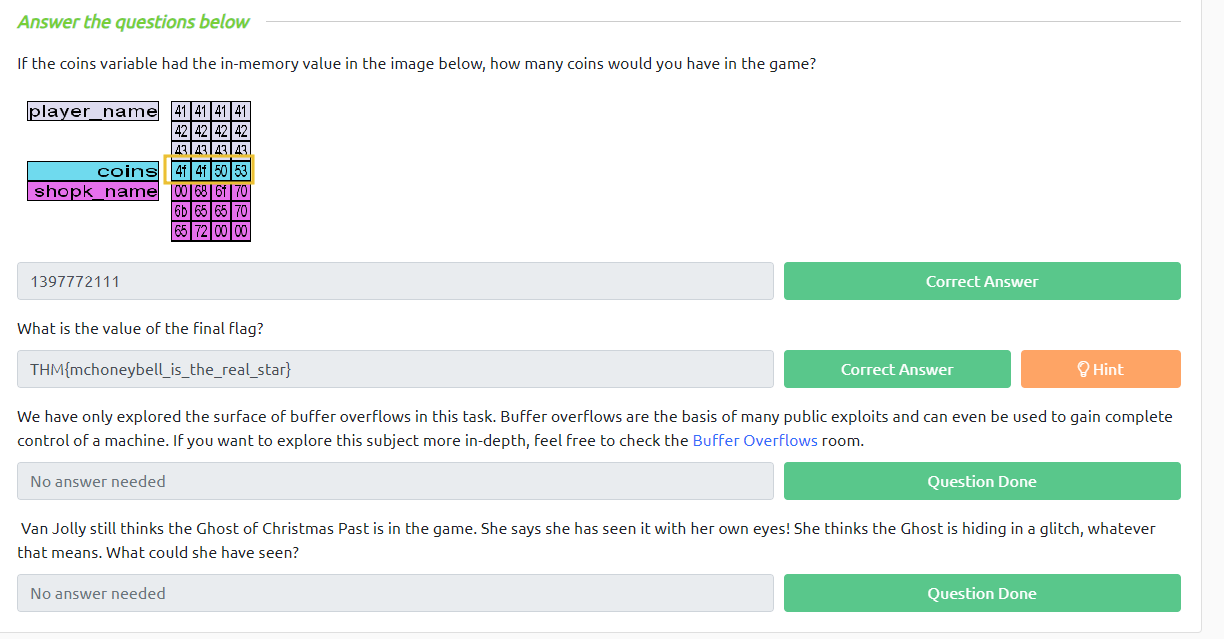 Answer the questions below
If the coins variable had the in-memory value in the image below, how many coins would you have in the game?
player_name 41 41 41 41
42 42 42 42
43 43 43 43
coins 4f 4f 50 53
shopk_name 00 68 6f 70
6b 65 65 70
65 72 00 00
1397772111 Correct Answer
What is the value of the final flag?
THM{mchoneybell_is_the_real_star} Correct Answer Hint
We have only explored the surface of buffer overflows in this task. Buffer overflows are the basis of many public exploits and can even be used to gain complete
control of a machine. If you want to explore this subject more in-depth, feel free to check the Buffer Overflows room.
No answer needed Question Done
Van Jolly still thinks the Ghost of Christmas Past is in the game. She says she has seen it with her own eyes! She thinks the Ghost is hiding in a glitch, whatever
that means. What could she have seen?
No answer needed Question Done